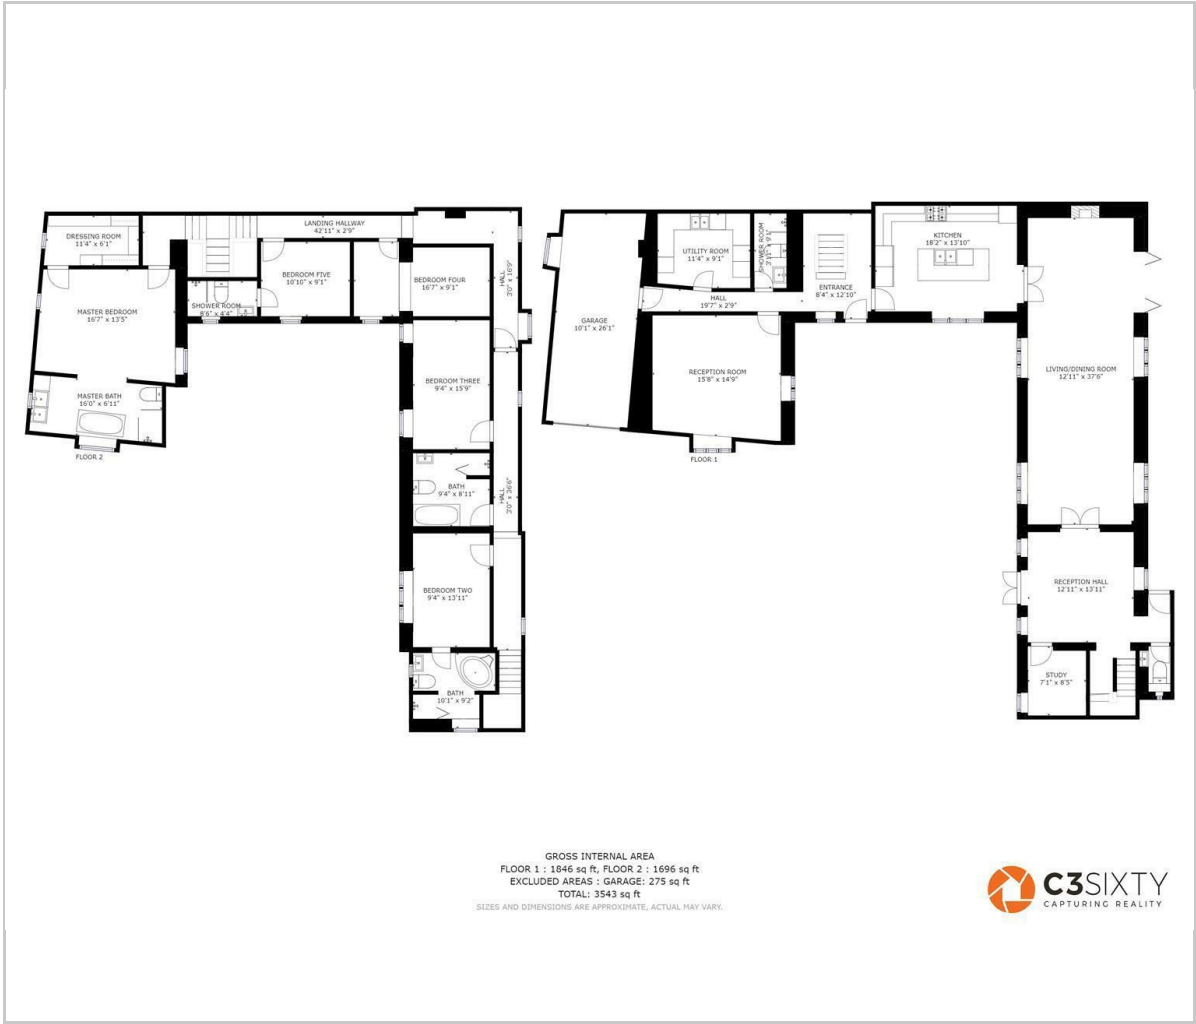 DRESSING ROOM
11'4" x 6'1"
LANDING HALLWAY
42'11" x 2'9"
BEDROOM FIVE
10'10" x 9'1"
BEDROOM FOUR
16'7" x 9'1"
HALL
3'0" x 16'9"
MASTER BEDROOM
16'7" x 13'5"
SHOWER ROOM
6'6" x 4'4"
BEDROOM THREE
9'4" x 15'9"
MASTER BATH
16'0" x 6'11"
FLOOR 2
BATH
9'4" x 8'11"
HALL
3'0" x 36'6"
BEDROOM TWO
9'4" x 13'11"
BATH
10'1" x 9'2"
UTILITY ROOM
11'4" x 9'1"
SHOWER ROOM
3'11" x 9'1"
KITCHEN
18'2" x 13'10"
ENTRANCE
8'4" x 12'10"
HALL
19'7" x 2'9"
GARAGE
10'1" x 26'1"
RECEPTION ROOM
15'8" x 14'9"
LIVING/DINING ROOM
12'11" x 37'6"
FLOOR 1
RECEPTION HALL
12'11" x 13'11"
STUDY
7'1" x 8'5"
GROSS INTERNAL AREA
FLOOR 1 : 1846 sq ft, FLOOR 2 : 1696 sq ft
EXCLUDED AREAS : GARAGE: 275 sq ft
TOTAL: 3543 sq ft
SIZES AND DIMENSIONS ARE APPROXIMATE, ACTUAL MAY VARY.
C3SIXTY
CAPTURING REALITY